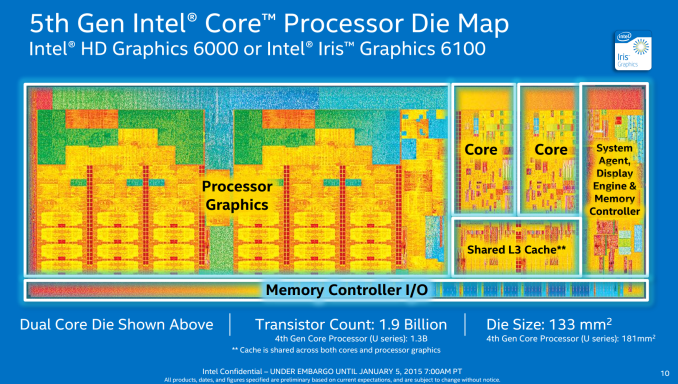 5th Gen Intel® Core™ Processor Die Map
Intel® HD Graphics 6000 or Intel® Iris™ Graphics 6100
intel
Iris
Graphics
Processor
Graphics
Core
Core
System
Agent,
Display
Engine &
Memory
Controller
Shared L3 Cache**
Memory Controller I/O
Dual Core Die Shown Above
Transistor Count: 1.9 Billion
4th Gen Core Processor (U series): 1.3B
Die Size: 133 mm²
4th Gen Core Processor (U series): 181mm²
** Cache is shared across both cores and processor graphics
Intel Confidential – UNDER EMBARGO UNTIL JANUARY 5, 2015 7:00AM PT
All products, dates, and figures specified are preliminary based on current expectations, and are subject to change without notice.
10